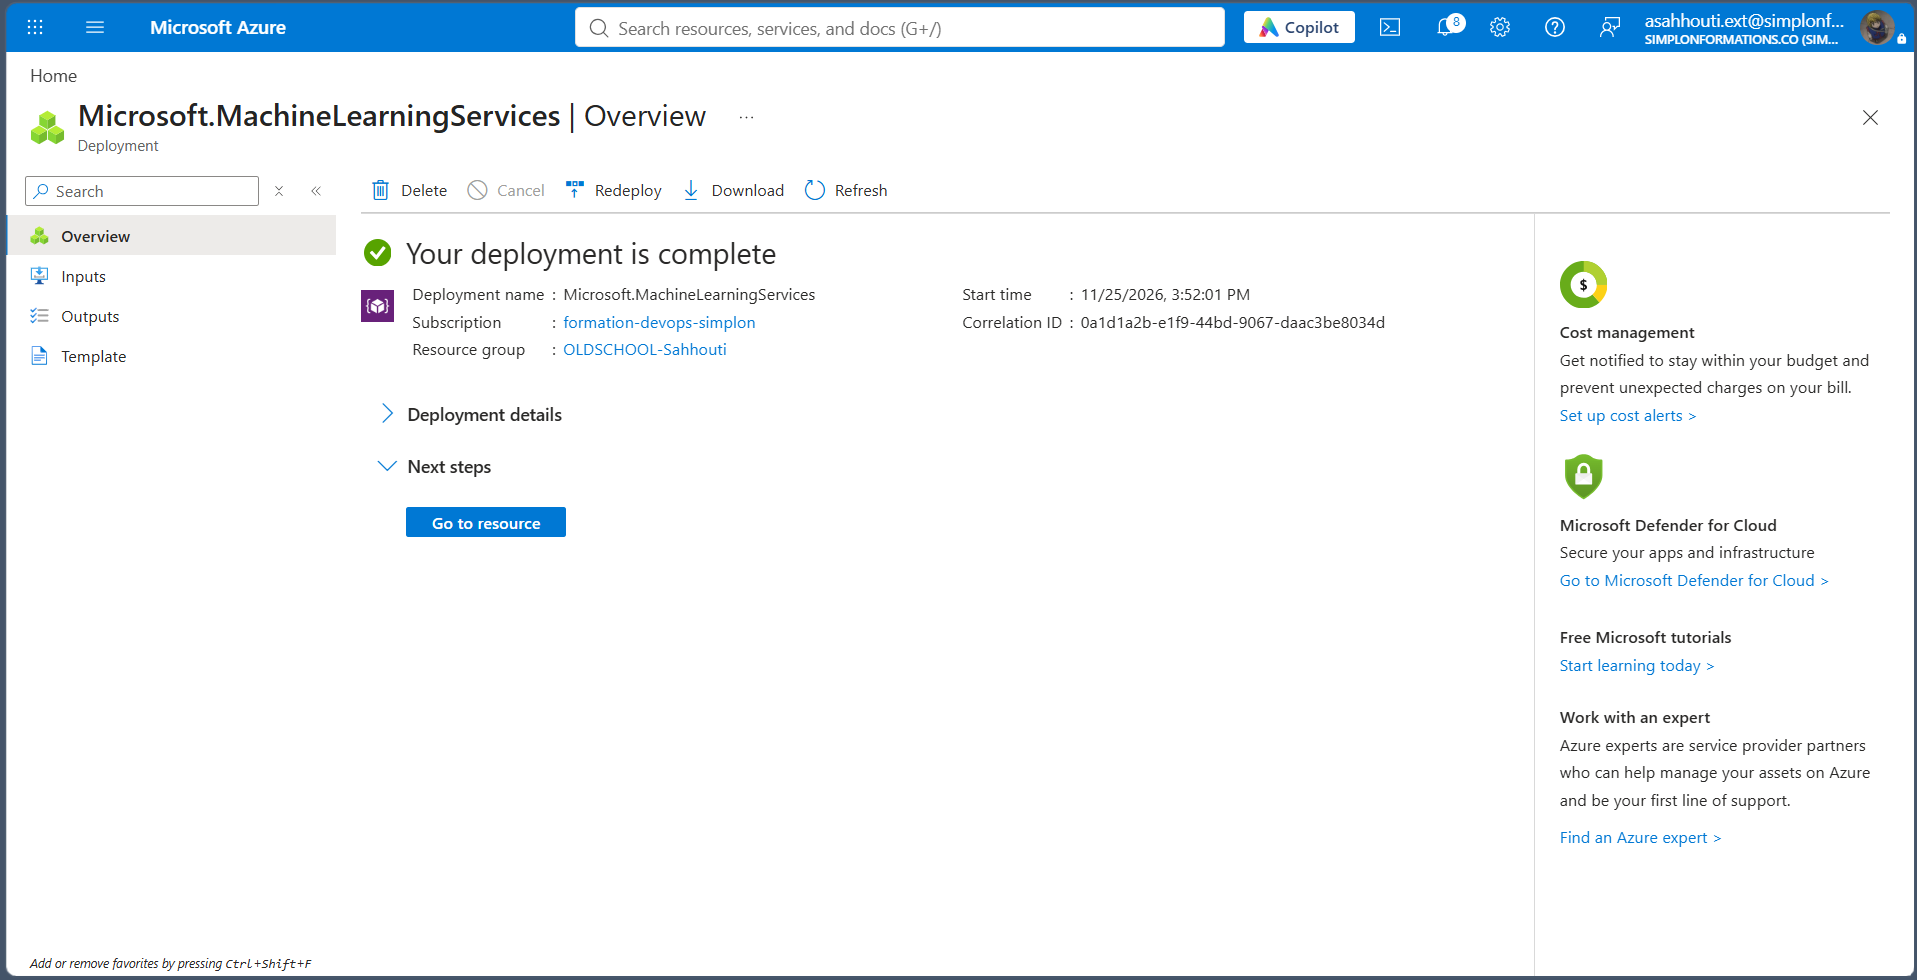 Microsoft Azure
Search resources, services, and docs (G+/)
Copilot
8
asahhouti.ext@simplonf...
SIMPLONFORMATIONS.CO (SIM...
Home
Microsoft.MachineLearningServices | Overview ...
Deployment
Search
Overview
Inputs
Outputs
Template
Delete
Cancel
Redeploy
Download
Refresh
Your deployment is complete
Deployment name : Microsoft.MachineLearningServices
Subscription : formation-devops-simplon
Resource group : OLDSCHOOL-Sahhouti
Start time : 11/25/2026, 3:52:01 PM
Correlation ID : 0a1d1a2b-e1f9-44bd-9067-daac3be8034d
Deployment details
Next steps
Go to resource
$
Cost management
Get notified to stay within your budget and
prevent unexpected charges on your bill.
Set up cost alerts >
Microsoft Defender for Cloud
Secure your apps and infrastructure
Go to Microsoft Defender for Cloud >
Free Microsoft tutorials
Start learning today >
Work with an expert
Azure experts are service provider partners
who can help manage your assets on Azure
and be your first line of support.
Find an Azure expert >
Add or remove favorites by pressing Ctrl+Shift+F